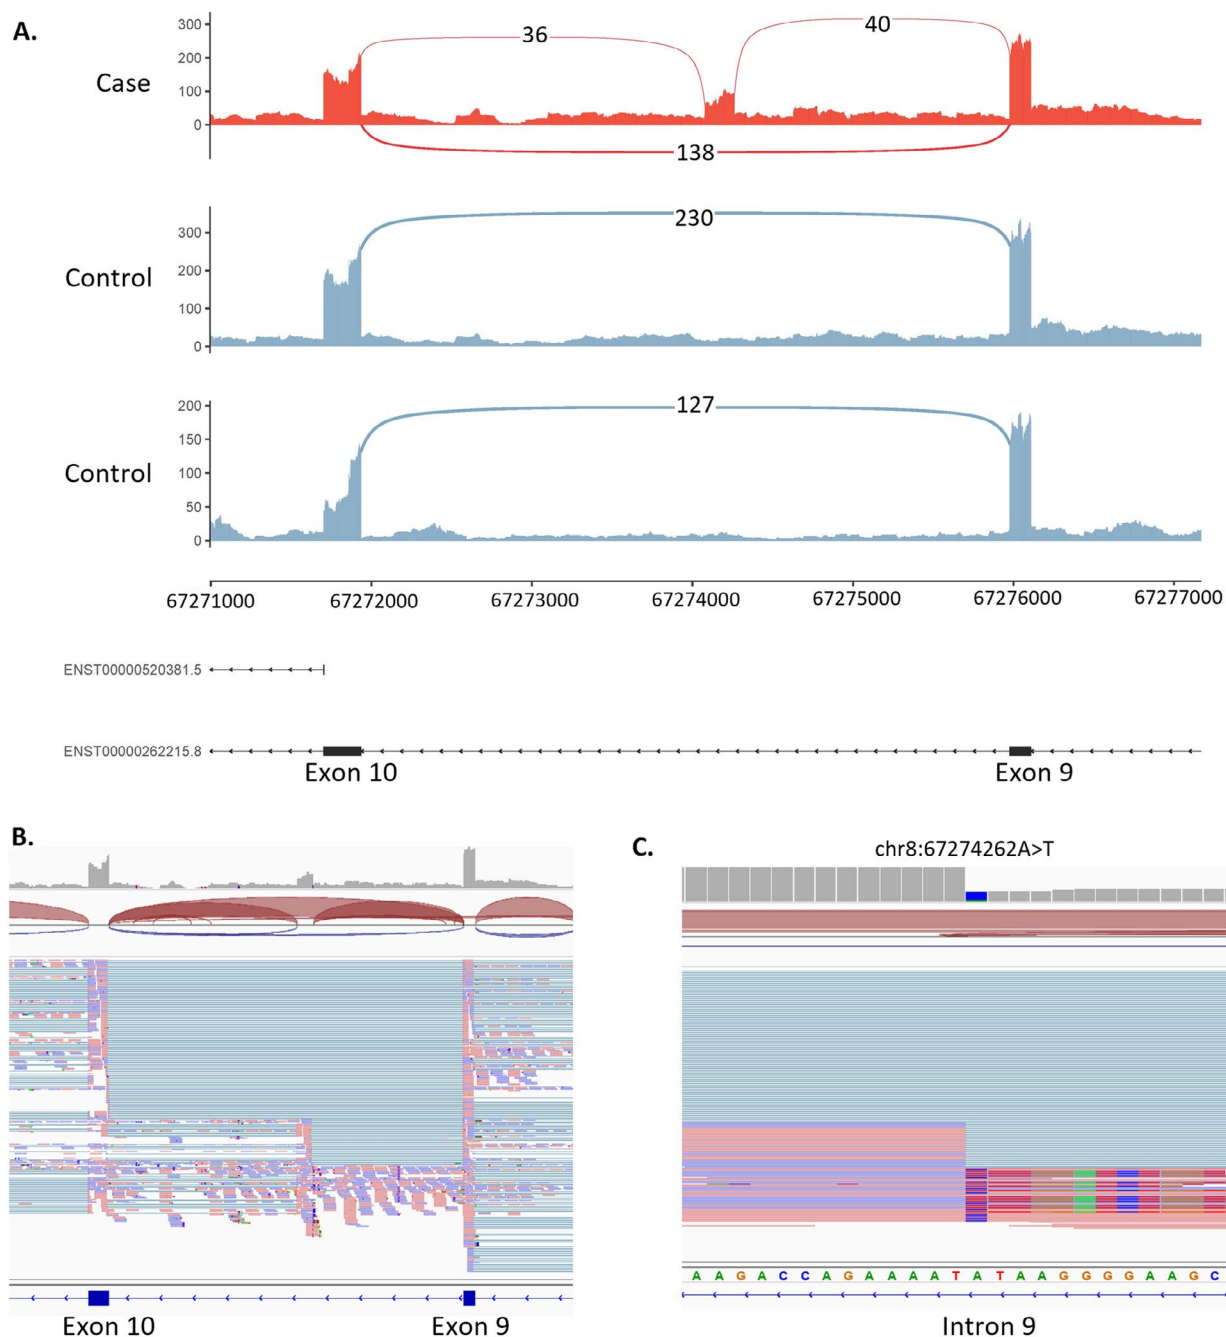 A.
Case
300
200
100
0
36
40
138
Control
300
200
100
0
230
Control
200
150
100
50
0
127
67271000 67272000 67273000 67274000 67275000 67276000 67277000
ENST00000520381.5
ENST00000262215.8
Exon 10 Exon 9
B.
Exon 10 Exon 9
C.
chr8:67274262A>T
A A G A C C A G A A A A T A T A A G G G G A A G C
Intron 9